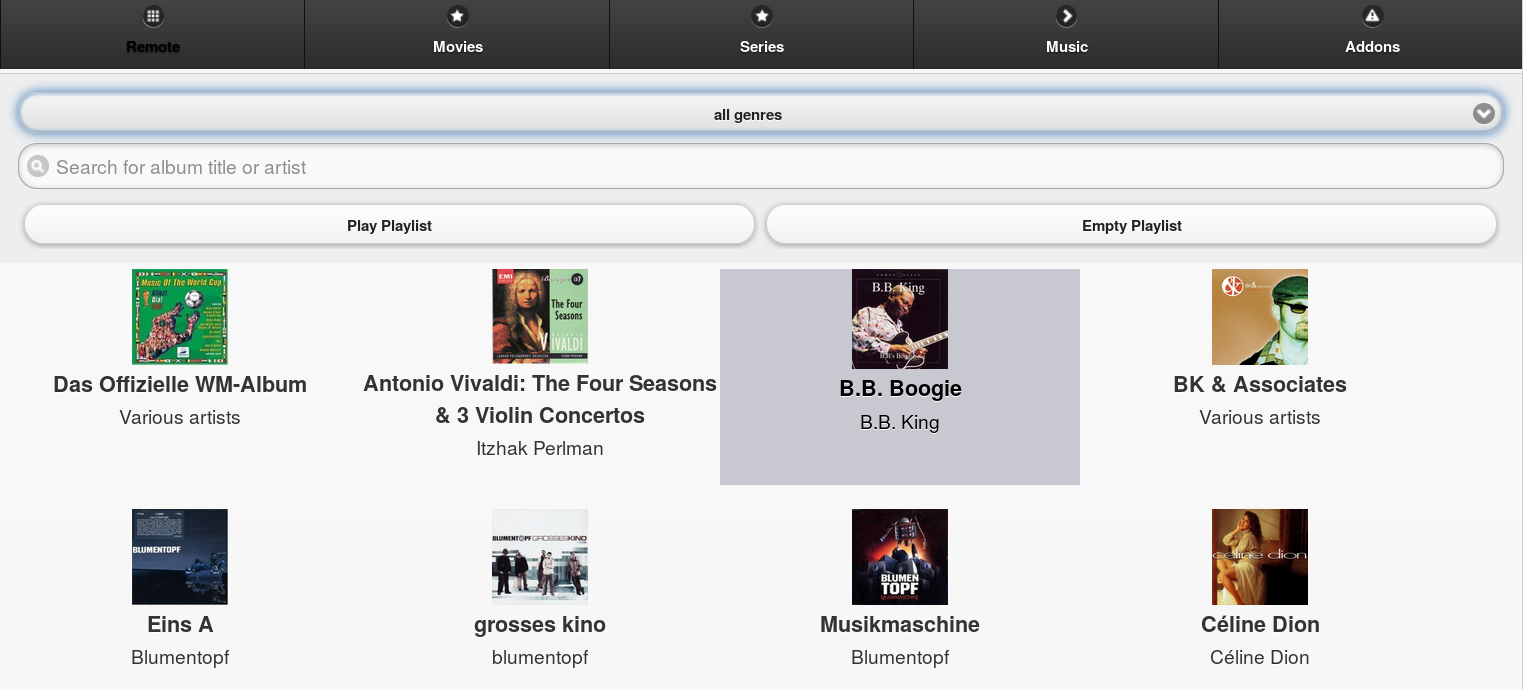 Remote
Movies
Series
Music
Addons
all genres
Search for album title or artist
Play Playlist
Empty Playlist
Music Of The World Cup
EMI
The Four
Seasons
VIVALDI
B.B. King
Das Offizielle WM-Album
Various artists
Antonio Vivaldi: The Four Seasons
& 3 Violin Concertos
Itzhak Perlman
B.B. Boogie
B.B. King
BK & Associates
Various artists
BLUMENTOPF
BLUMENTOPF GROSSESKINO
BLUMEN
TOPF
MUSIKMASCHINE
celine dion
Eins A
Blumentopf
grosses kino
blumentopf
Musikmaschine
Blumentopf
Céline Dion
Céline Dion